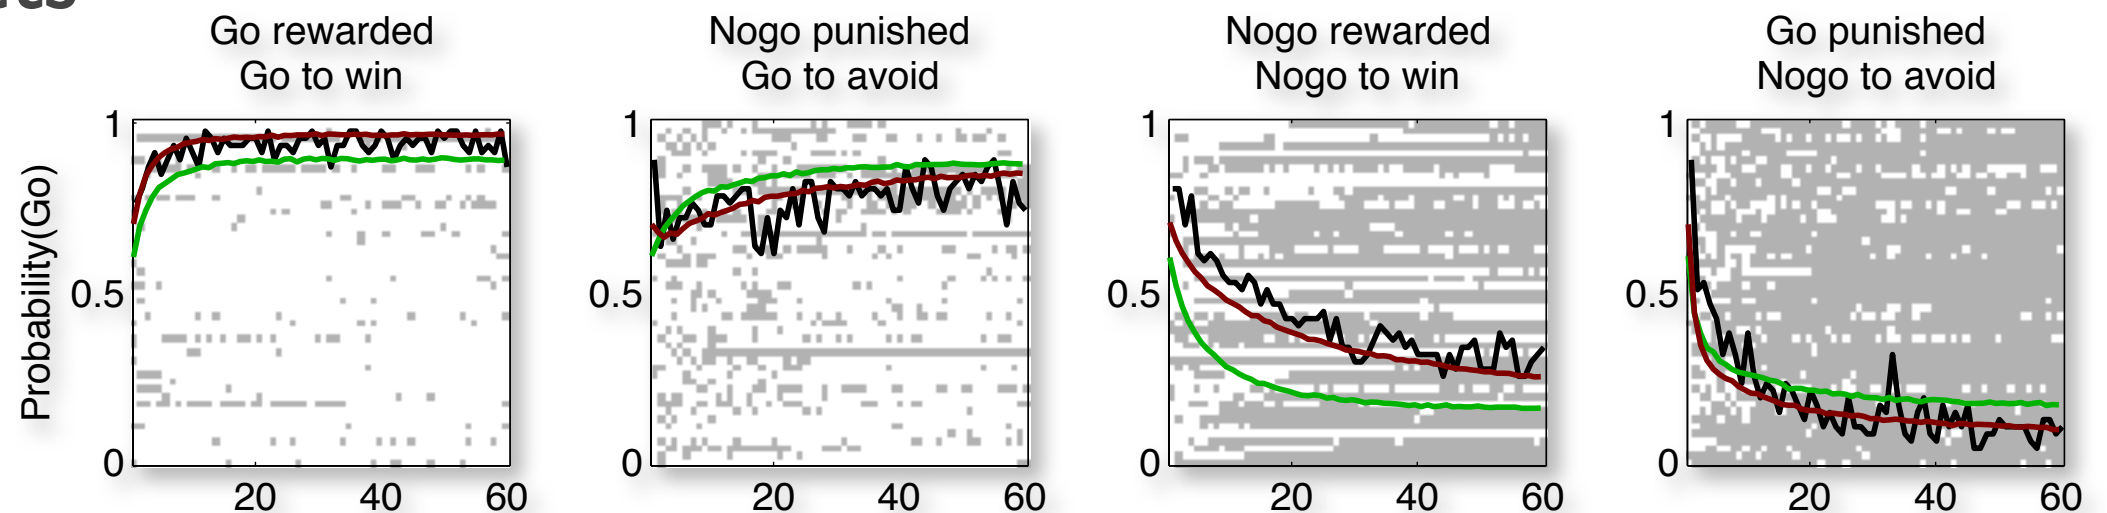 Go rewarded
Go to win
Nogo punished
Go to avoid
Nogo rewarded
Nogo to win
Go punished
Nogo to avoid
Probability(Go)
1
0.5
0
20 40 60
1
0.5
0
20 40 60
1
0.5
0
20 40 60
1
0.5
0
20 40 60